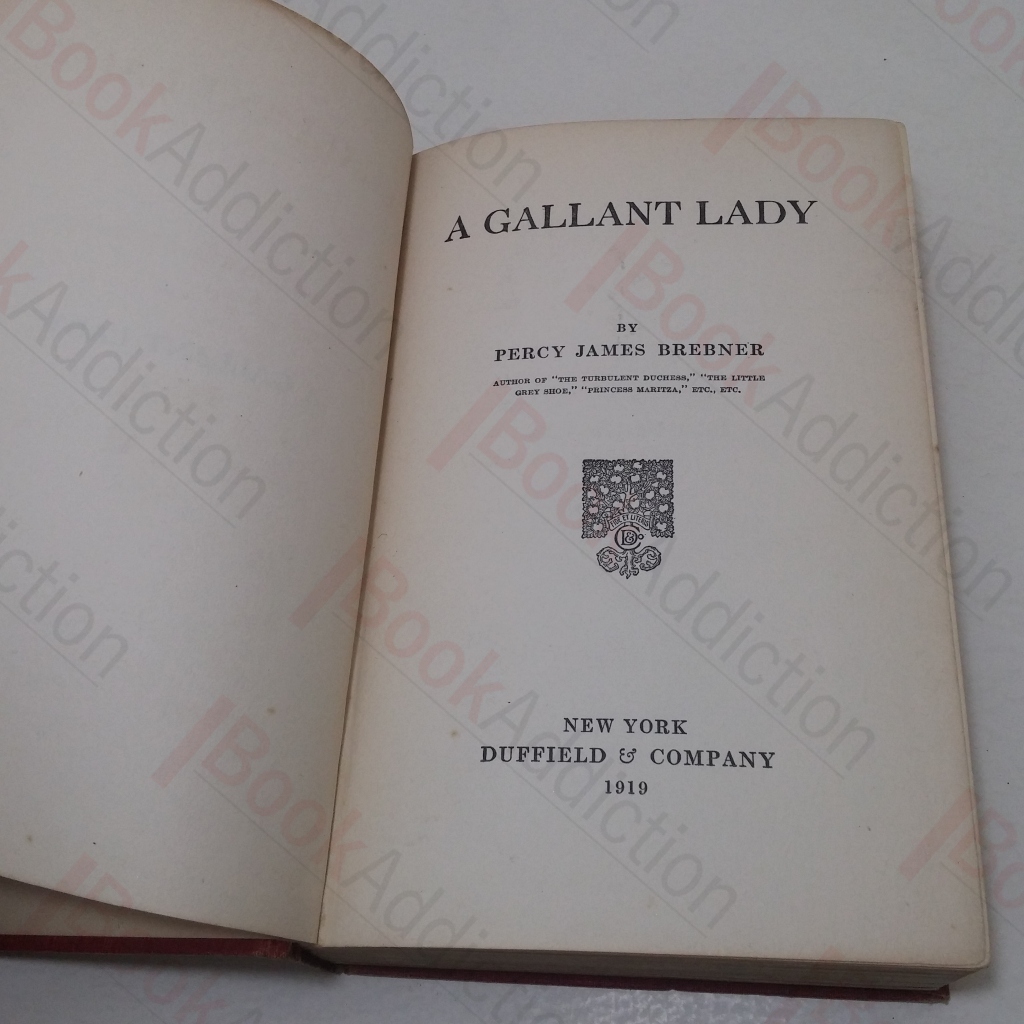 A GALLANT LADY
BY
PERCY JAMES BREBNER
AUTHOR OF "THE TURBULENT DUCHESS," "THE LITTLE
GREY SHOE," "PRINCESS MARITZA," ETC., ETC.
NEW YORK
DUFFIELD & COMPANY
1919
BookAddiction